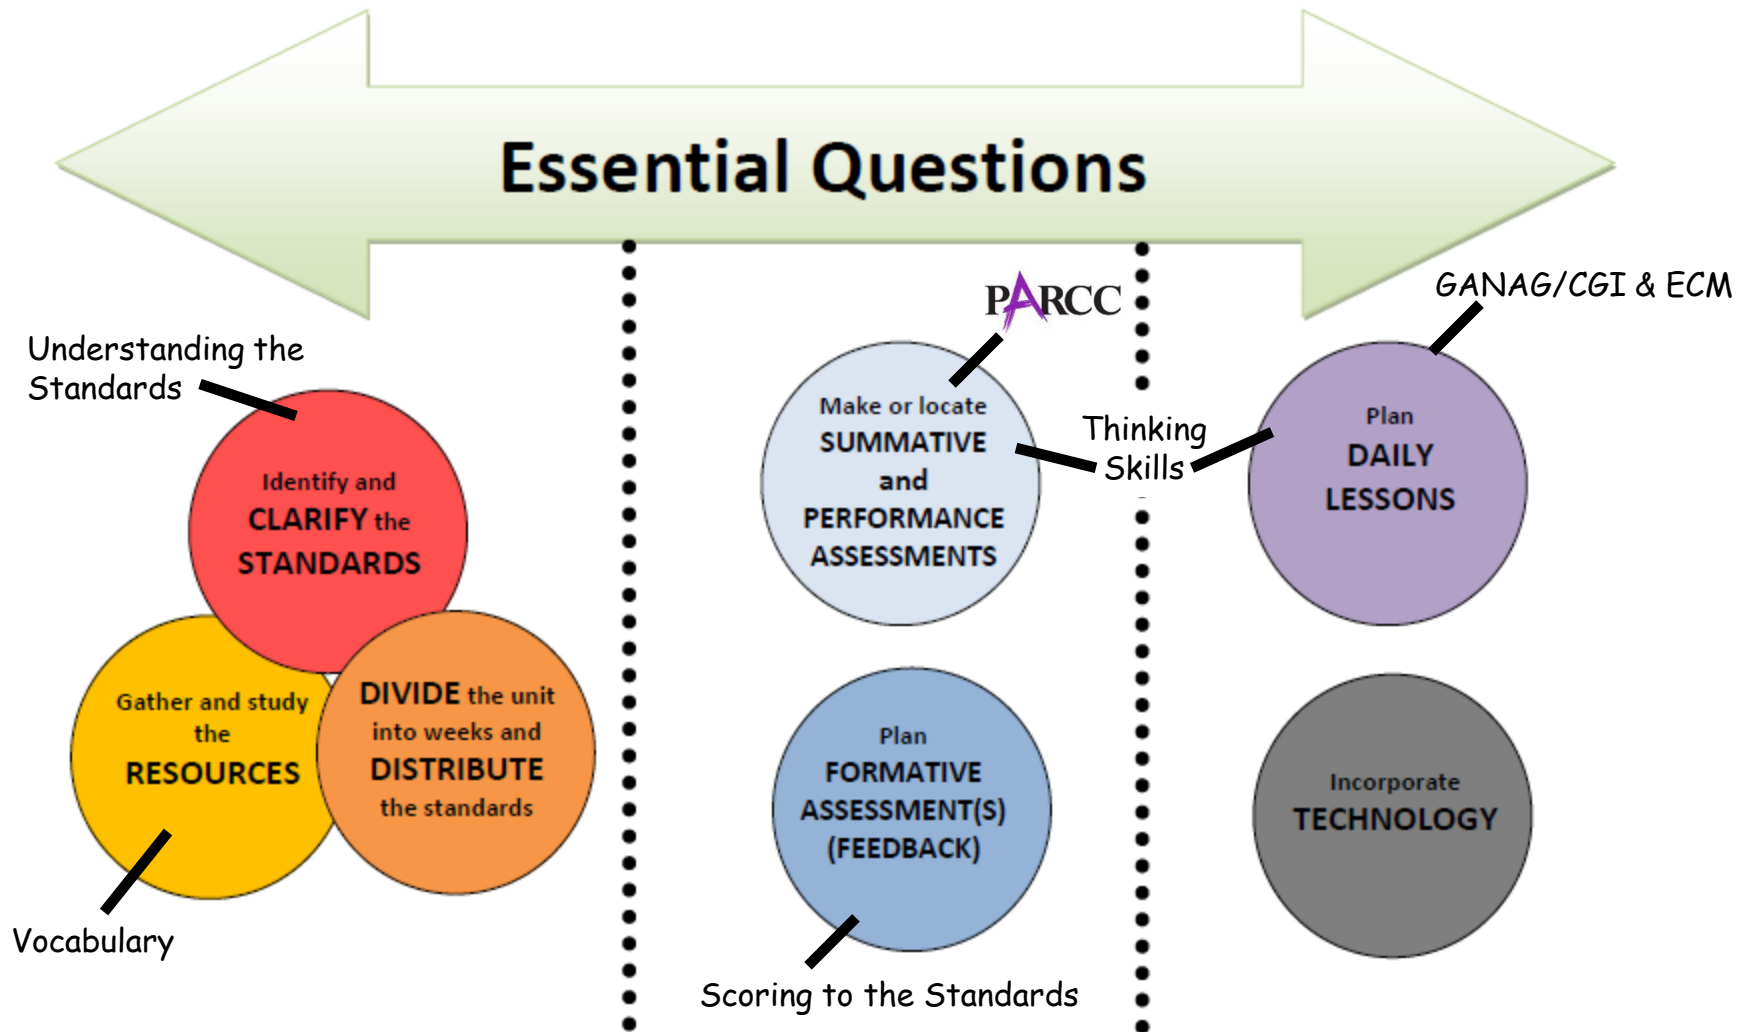 Essential Questions
Understanding the
Standards
Identify and
CLARIFY the
STANDARDS
Gather and study
the
RESOURCES
DIVIDE the unit
into weeks and
DISTRIBUTE
the standards
Vocabulary
PARCC
Make or locate
SUMMATIVE
and
PERFORMANCE
ASSESSMENTS
Thinking
Skills
Plan
FORMATIVE
ASSESSMENT(S)
(FEEDBACK)
Scoring to the Standards
GANAG/CGI & ECM
Plan
DAILY
LESSONS
Incorporate
TECHNOLOGY